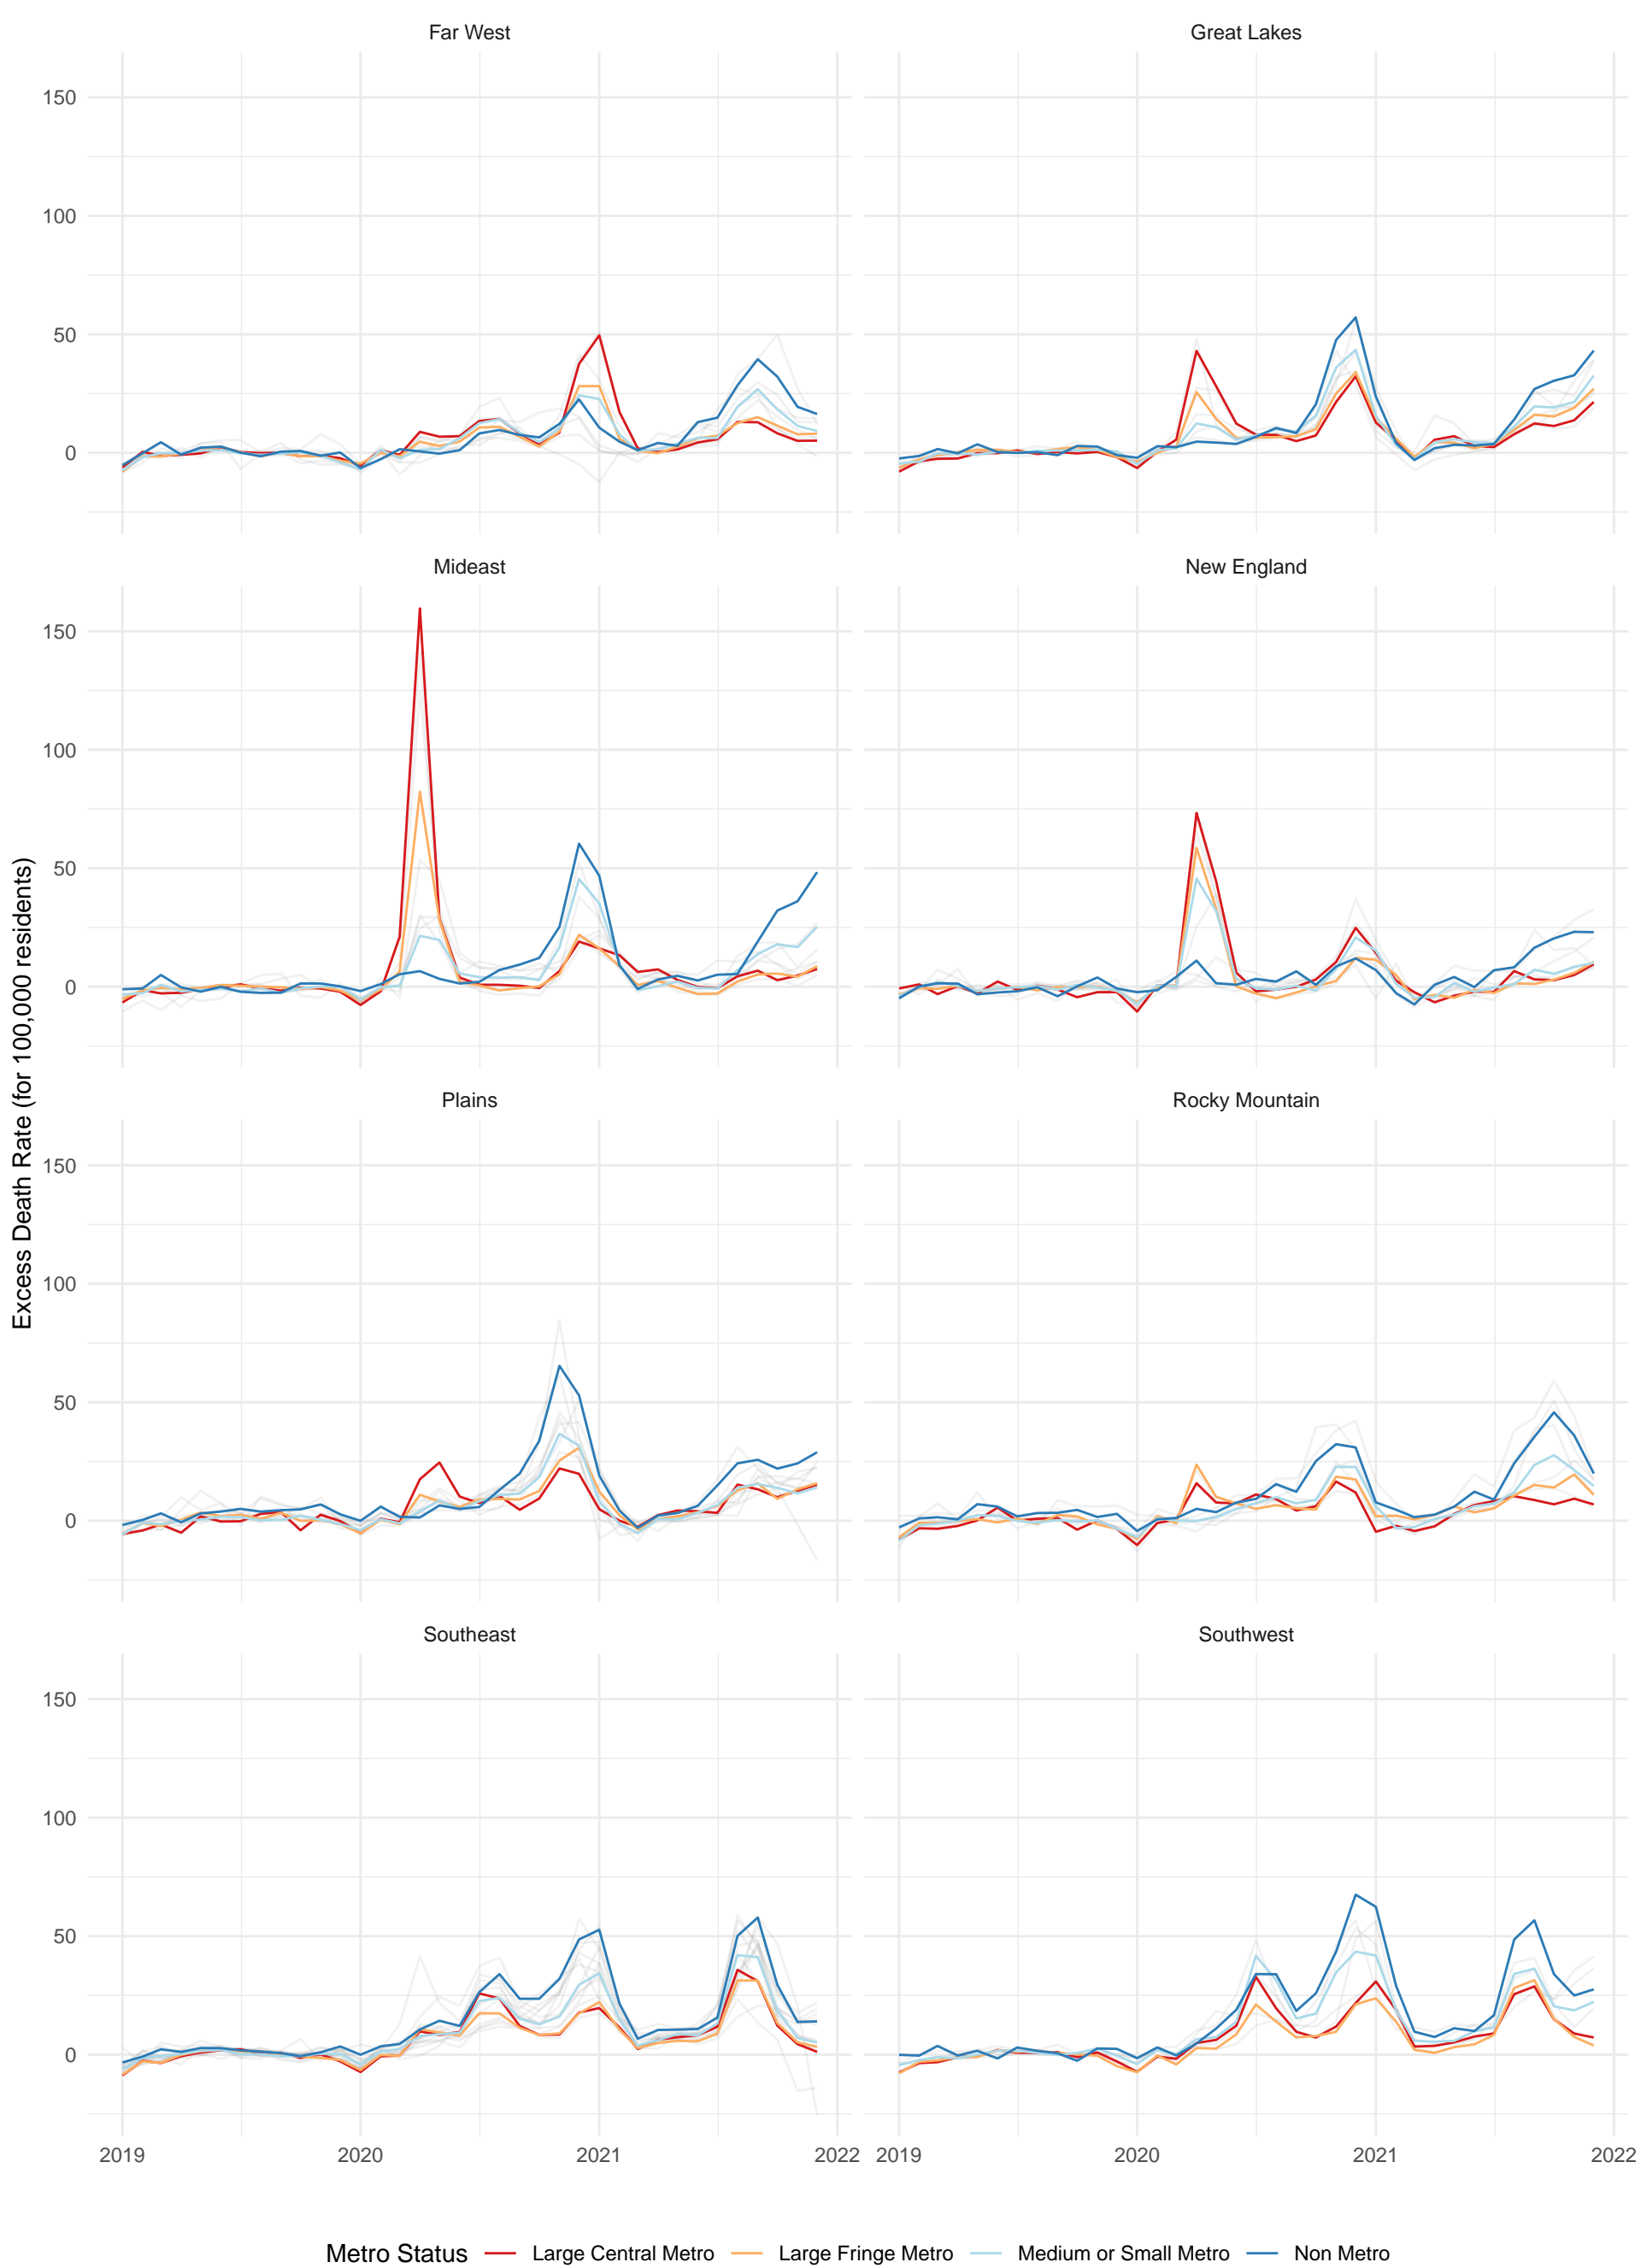 Far West
Great Lakes
150
100
50
0
Mideast
New England
150
100
50
0
Excess Death Rate (for 100,000 residents)
Plains
Rocky Mountain
150
100
50
0
Southeast
Southwest
150
100
50
0
2019 2020 2021 2022 2019 2020 2021 2022
Metro Status Large Central Metro Large Fringe Metro Medium or Small Metro Non Metro